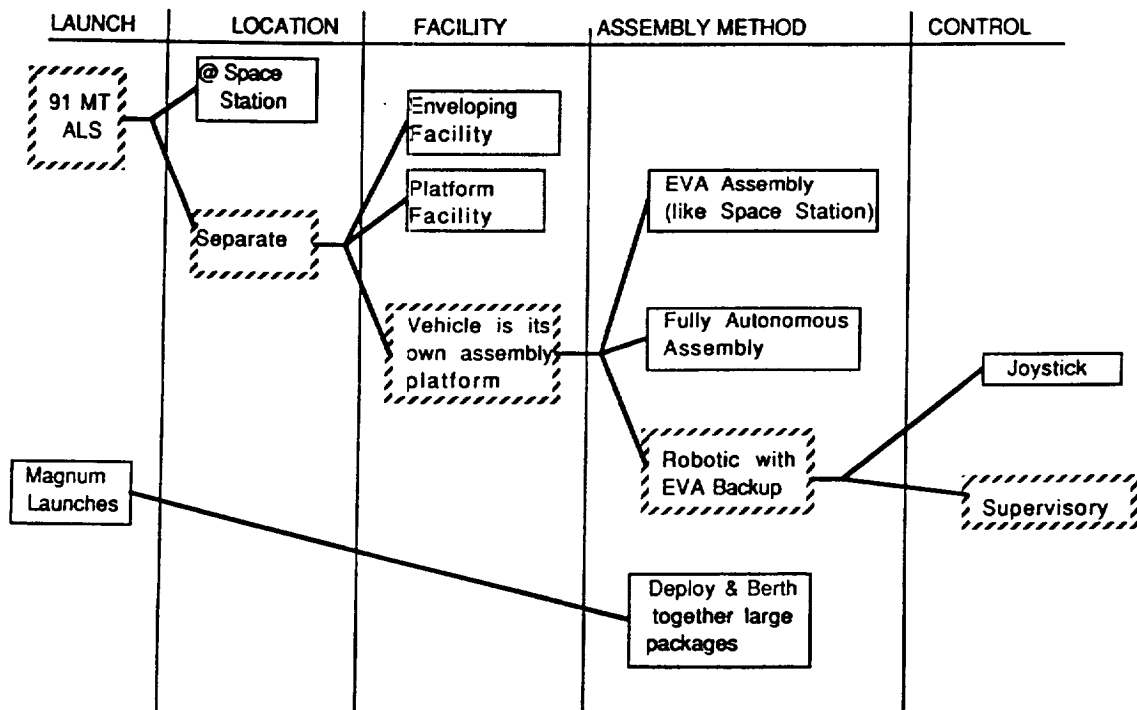 LAUNCH LOCATION FACILITY ASSEMBLY METHOD CONTROL
91 MT
ALS
@ Space
Station
Separate
Enveloping
Facility
Platform
Facility
Vehicle is its
own assembly
platform
EVA Assembly
(like Space Station)
Fully Autonomous
Assembly
Robotic with
EVA Backup
Joystick
Supervisory
Magnum
Launches
Deploy & Berth
together large
packages